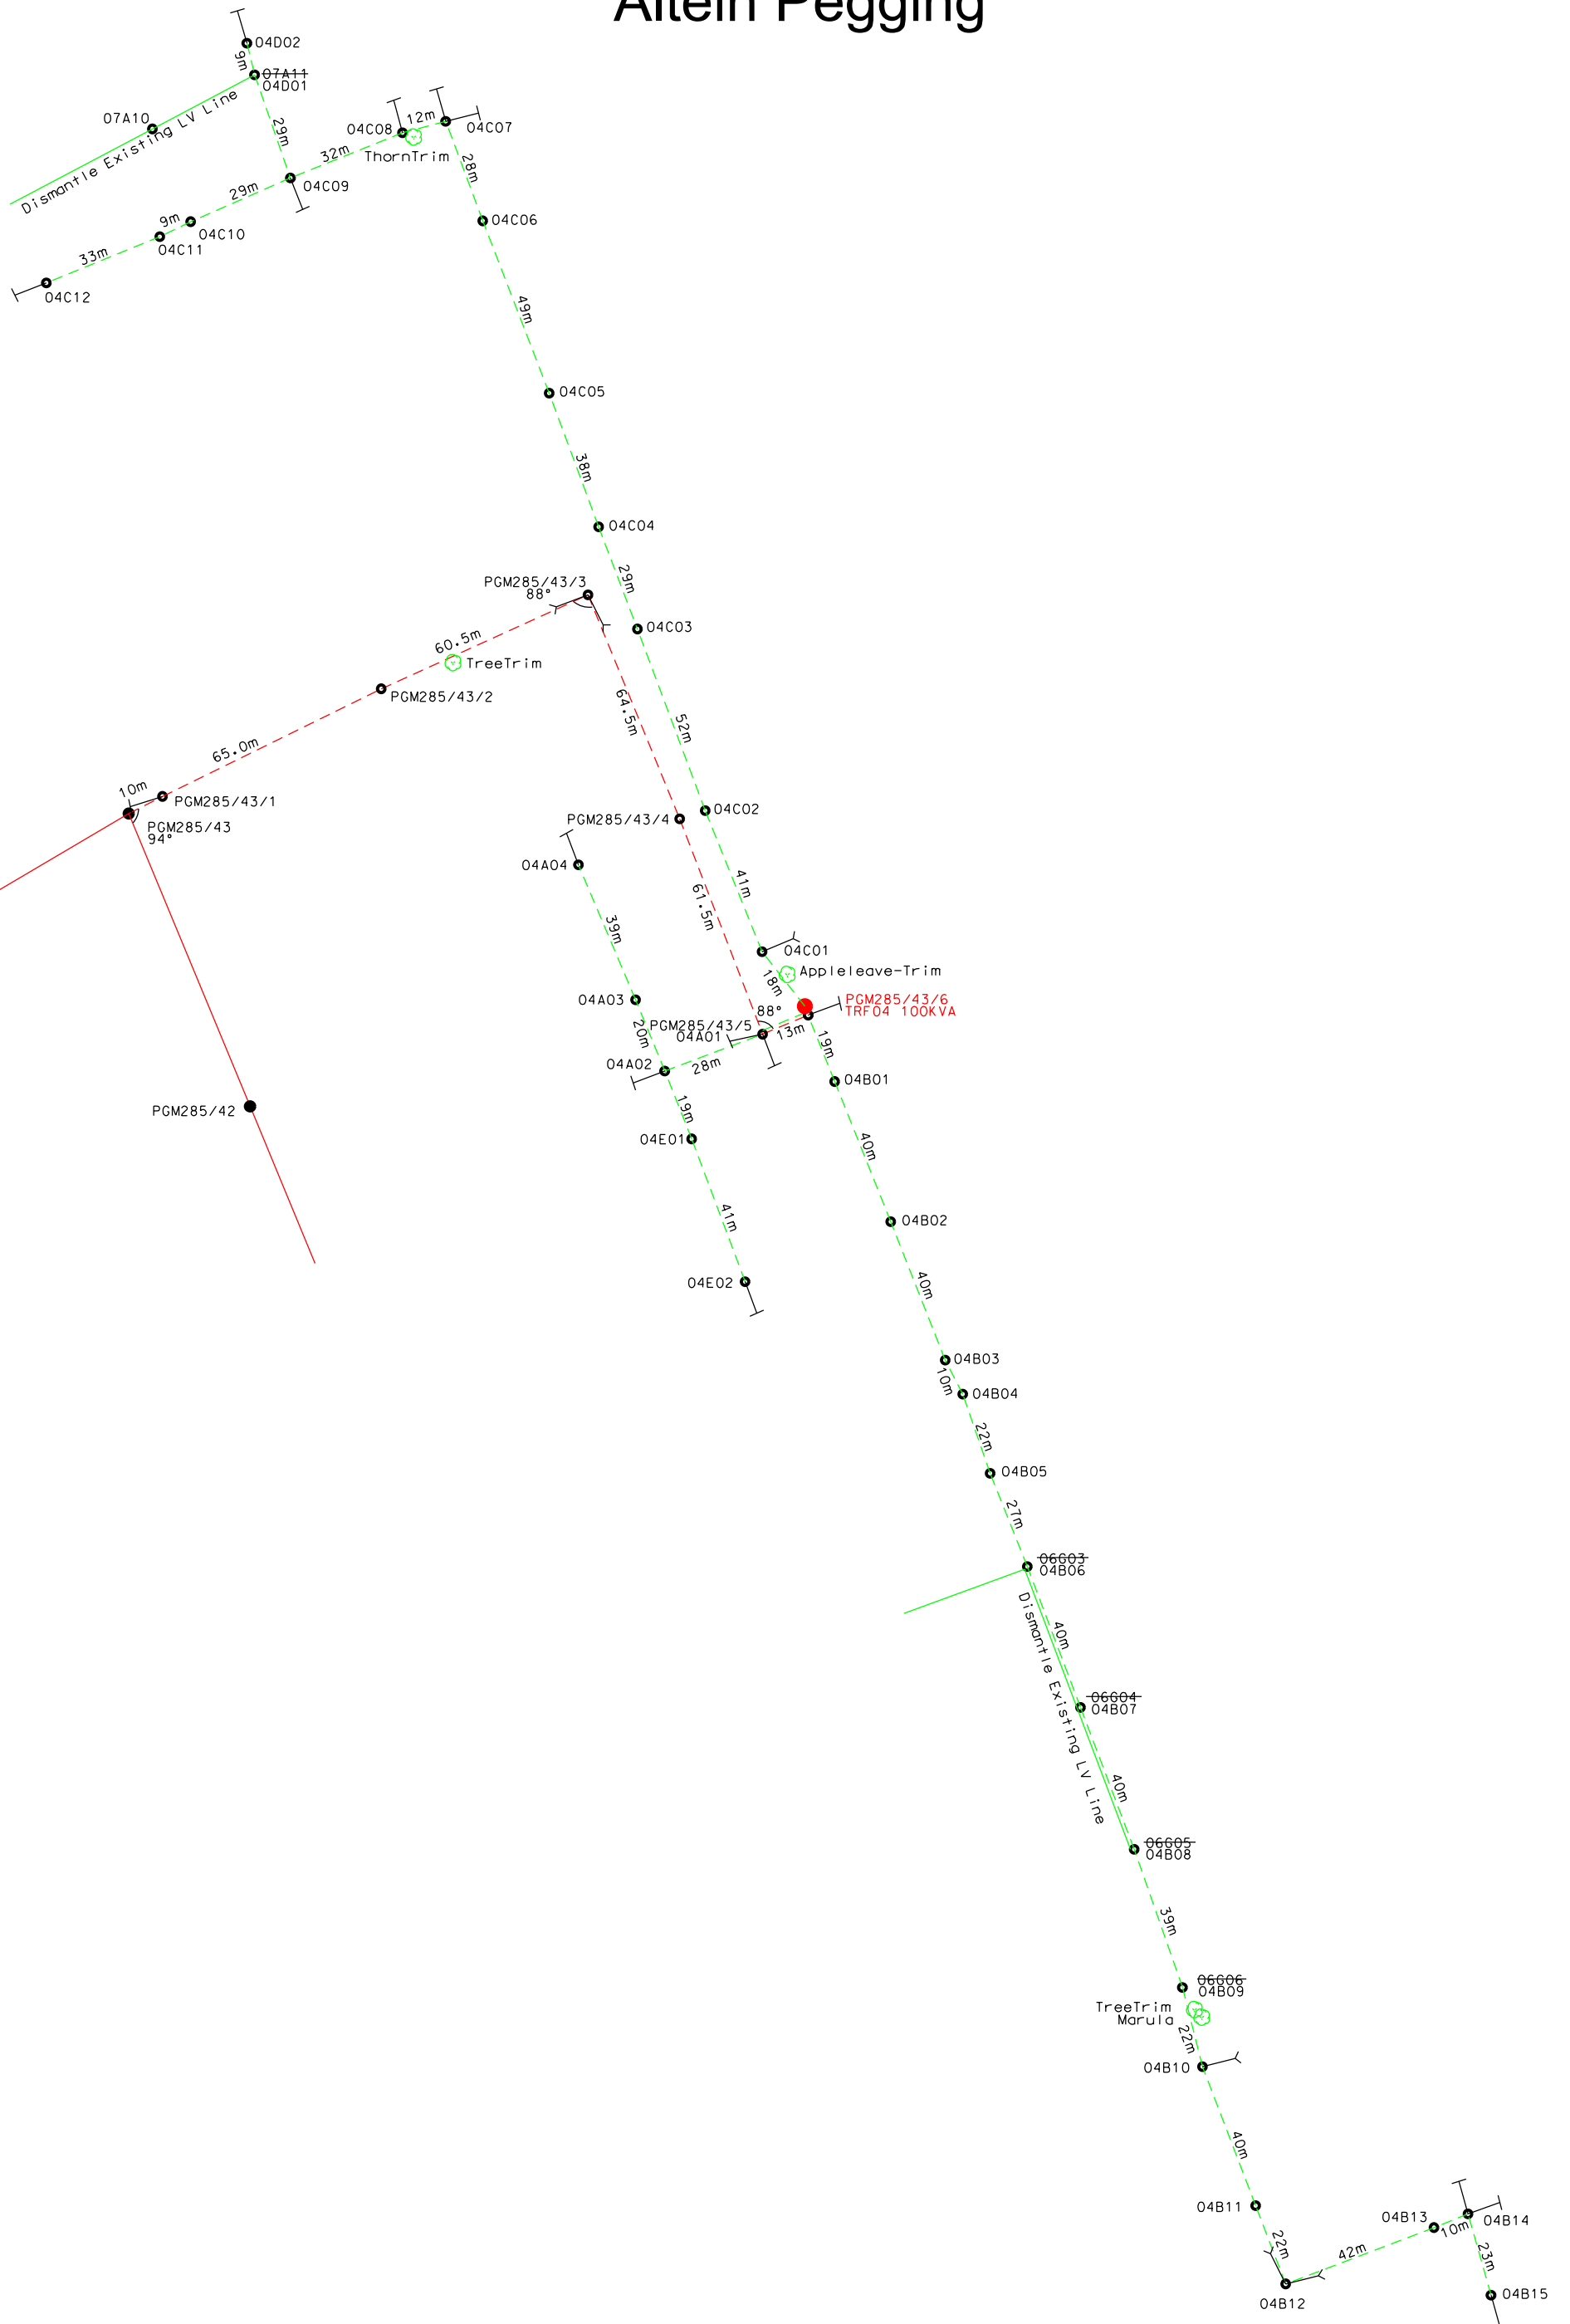 Altein Pegging
04D02
9m
07A11
04D01
07A10
Dismantle Existing LV Line
29m
04C08
12m
04C07
ThornTrim
32m
28m
04C09
29m
9m
04C10
04C11
33m
04C12
04C06
49m
04C05
38m
04C04
29m
PGM285/43/3
88°
04C03
60.5m
TreeTrim
PGM285/43/2
64.5m
52m
65.0m
10m
PGM285/43/1
PGM285/43
94°
04C02
PGM285/43/4
04A04
41m
61.5m
39m
04C01
Appleleave-Trim
18m
04A03
PGM285/43/6
TRF04 100KVA
88°
PGM285/43/5
04A01
13m
20m
19m
04A02
28m
04B01
19m
PGM285/42
04E01
40m
41m
04B02
04E02
40m
04B03
10m
04B04
22m
04B05
27m
06G03
04B06
Dismantle Existing LV Line
40m
06G04
04B07
40m
06G05
04B08
39m
06G06
04B09
TreeTrim
Marula
22m
04B10
40m
04B11
22m
04B13
04B14
10m
42m
23m
04B12
04B15